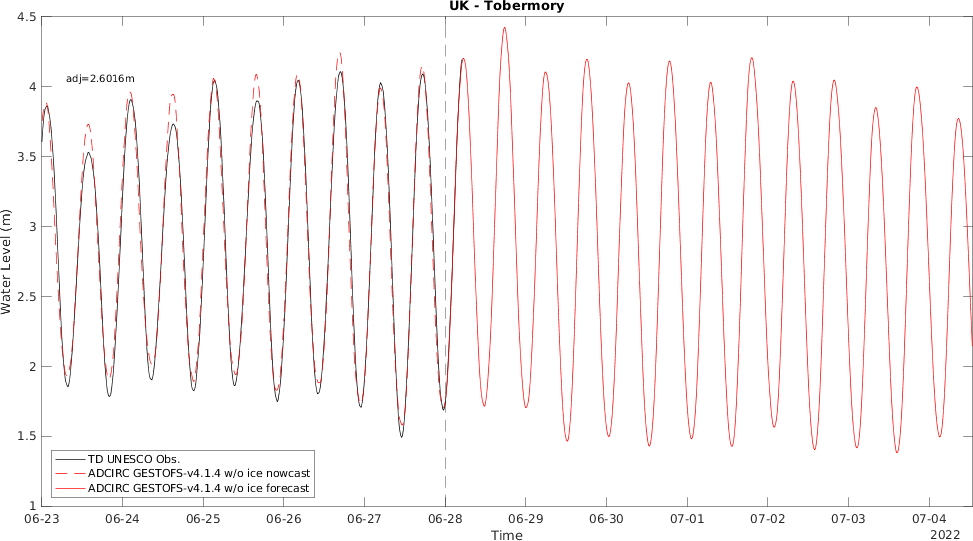 UK - Tobermory
4.5
adj=2.6016m
4
3.5
3
2.5
2
1.5
1
Water Level (m)
TD UNESCO Obs.
ADCIRC GESTOFS-v4.1.4 w/o ice nowcast
ADCIRC GESTOFS-v4.1.4 w/o ice forecast
06-23 06-24 06-25 06-26 06-27 06-28 06-29 06-30 07-01 07-02 07-03 07-04
Time
2022